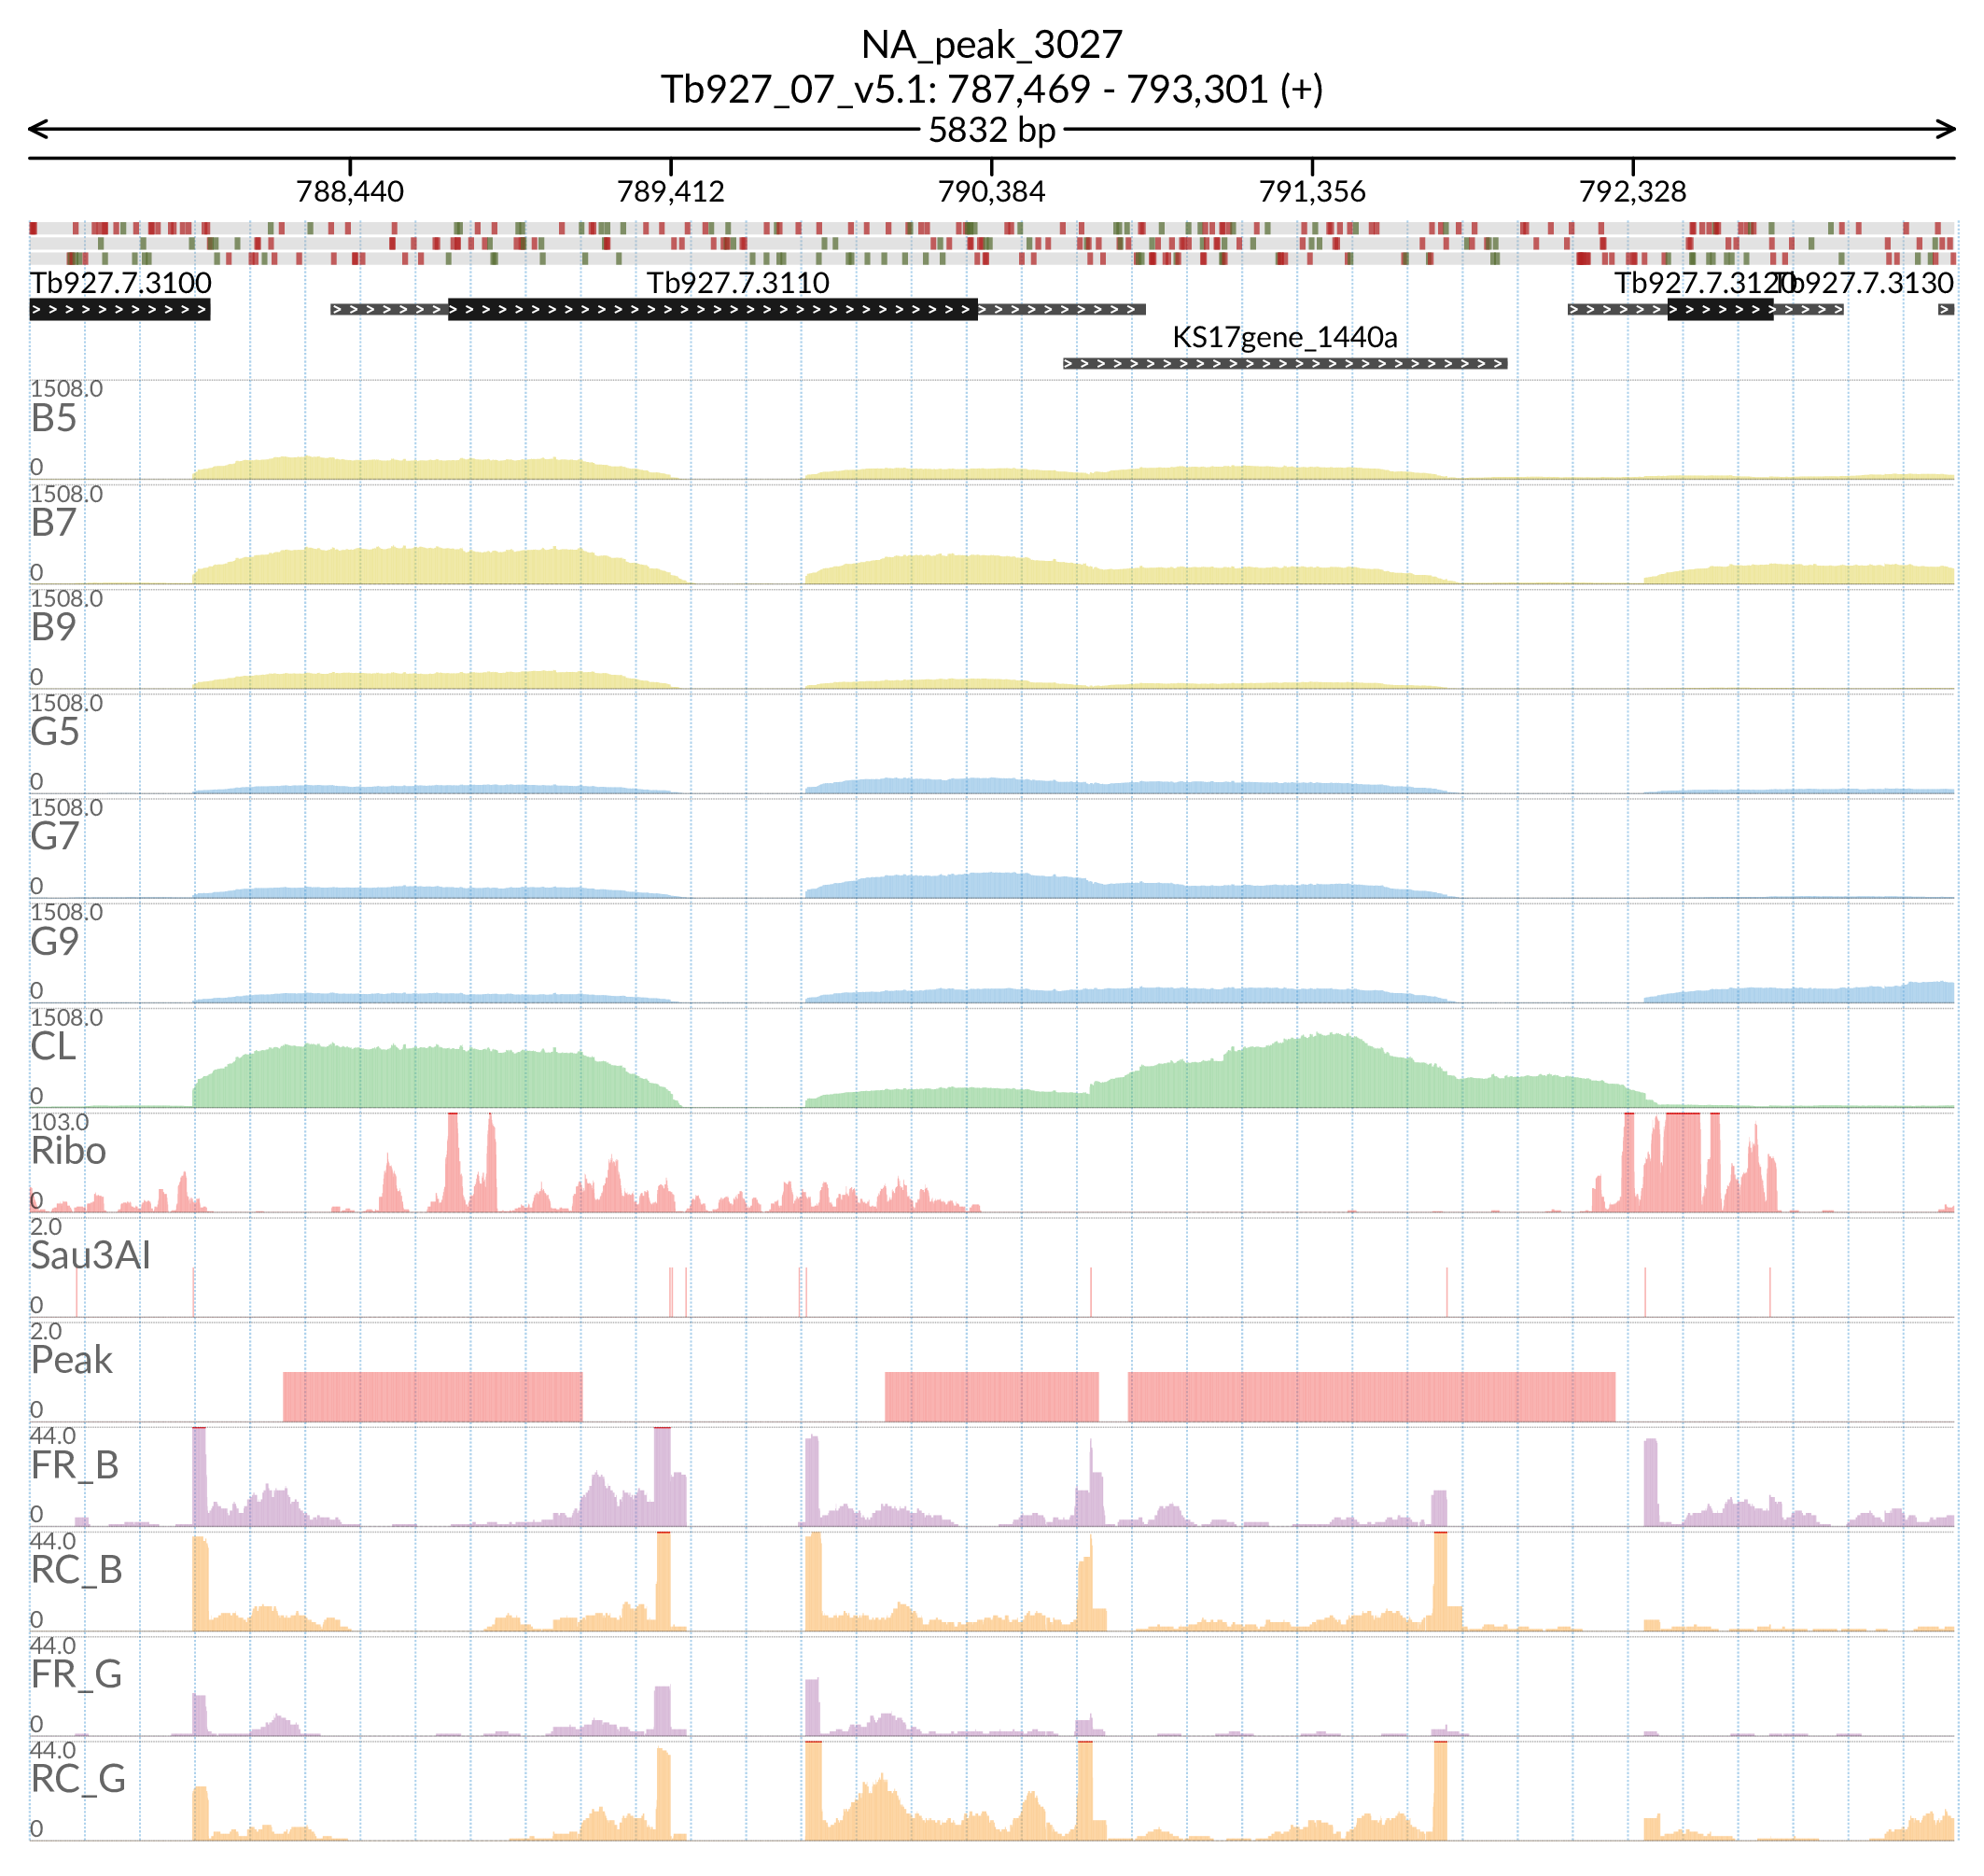 NA_peak_3027
Tb927_07_v5.1: 787,469 - 793,301 (+)
5832 bp
788,440 789,412 790,384 791,356 792,328
Tb927.7.3100 Tb927.7.3110 Tb927.7.3120 Tb927.7.3130
KS17gene_1440a
1508.0
B5
0
1508.0
B7
0
1508.0
B9
0
1508.0
G5
0
1508.0
G7
0
1508.0
G9
0
1508.0
CL
0
103.0
Ribo
0
2.0
Sau3AI
0
2.0
Peak
0
44.0
FR_B
0
44.0
RC_B
0
44.0
FR_G
0
44.0
RC_G
0